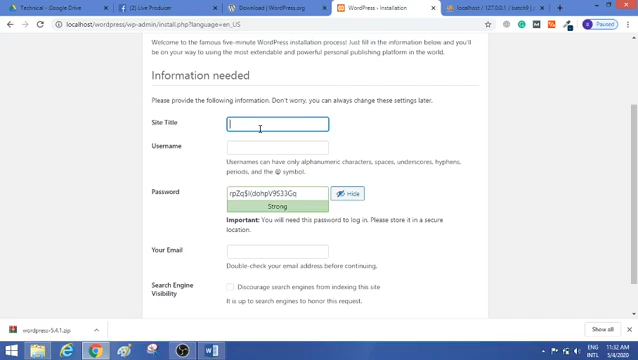 Technical - Google Drive
Live Producer
Download | WordPress.org
WordPress › Installation
localhost / 127.0.0.1 / batch9
localhost/wordpress/wp-admin/install.php?language=en_US
Paused
Welcome to the famous five-minute WordPress installation process! Just fill in the information below and you'll
be on your way to using the most extendable and powerful personal publishing platform in the world.
Information needed
Please provide the following information. Don't worry, you can always change these settings later.
Site Title
Username
Usernames can have only alphanumeric characters, spaces, underscores, hyphens,
periods, and the @ symbol.
Password
Hide
Strong
Important: You will need this password to log in. Please store it in a secure
location.
Your Email
Double-check your email address before continuing.
Search Engine
Visibility
Discourage search engines from indexing this site
It is up to search engines to honor this request.
wordpress-5.4.1.zip
Show all
ENG
INTL
11:32 AM
5/4/2020